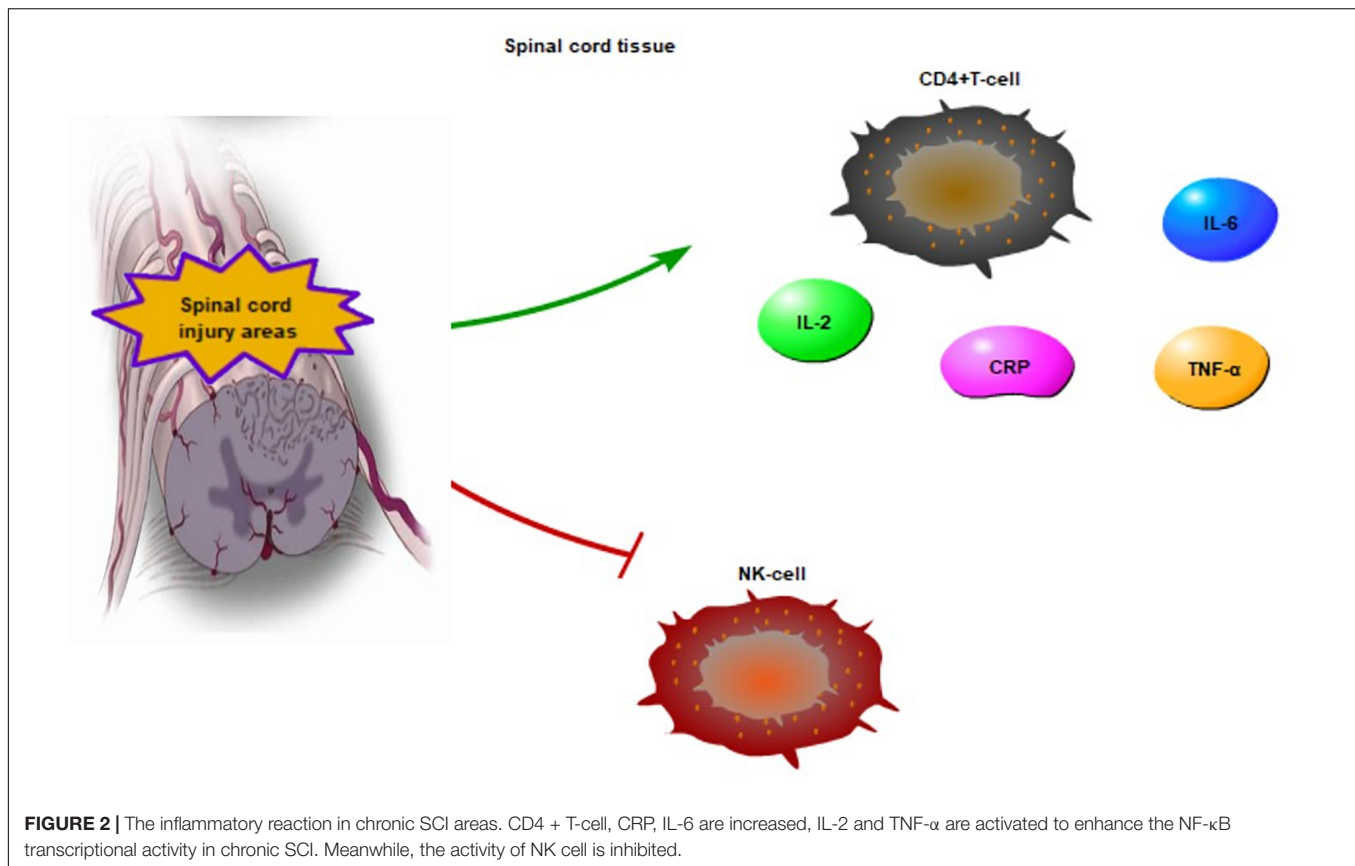 Spinal cord tissue
CD4+T-cell
IL-6
Spinal cord
injury areas
IL-2
CRP
TNF-α
NK-cell
FIGURE 2 | The inflammatory reaction in chronic SCI areas. CD4 + T-cell, CRP, IL-6 are increased, IL-2 and TNF-α are activated to enhance the NF-κB
transcriptional activity in chronic SCI. Meanwhile, the activity of NK cell is inhibited.